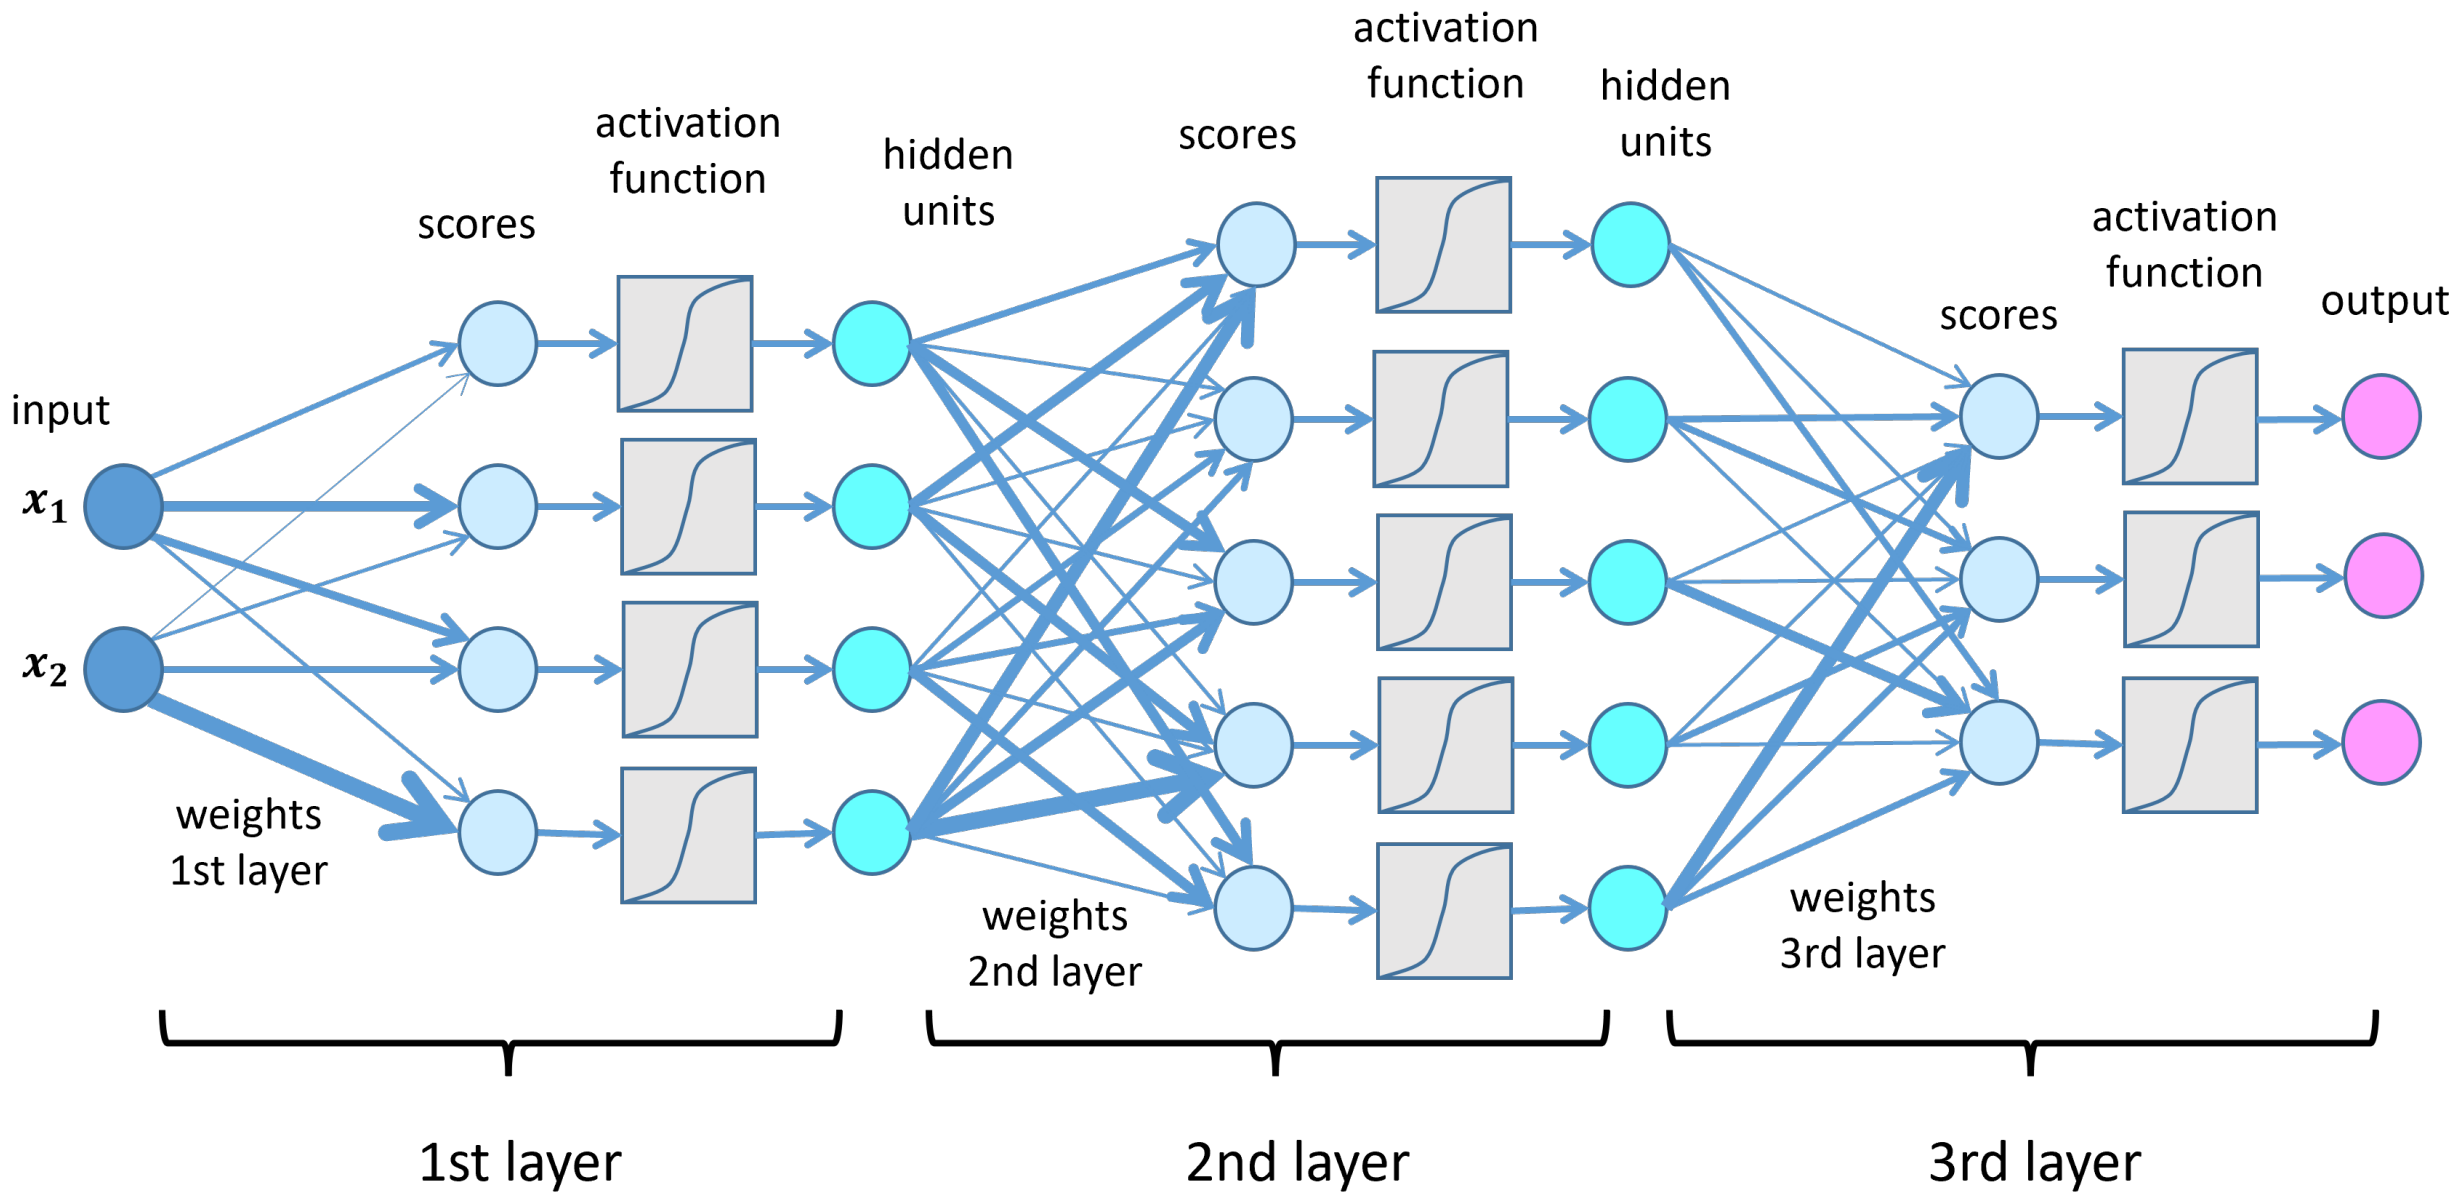 input
x1
x2
weights
1st layer
scores
activation
function
hidden
units
weights
2nd layer
scores
activation
function
hidden
units
weights
3rd layer
scores
activation
function
output
1st layer
2nd layer
3rd layer